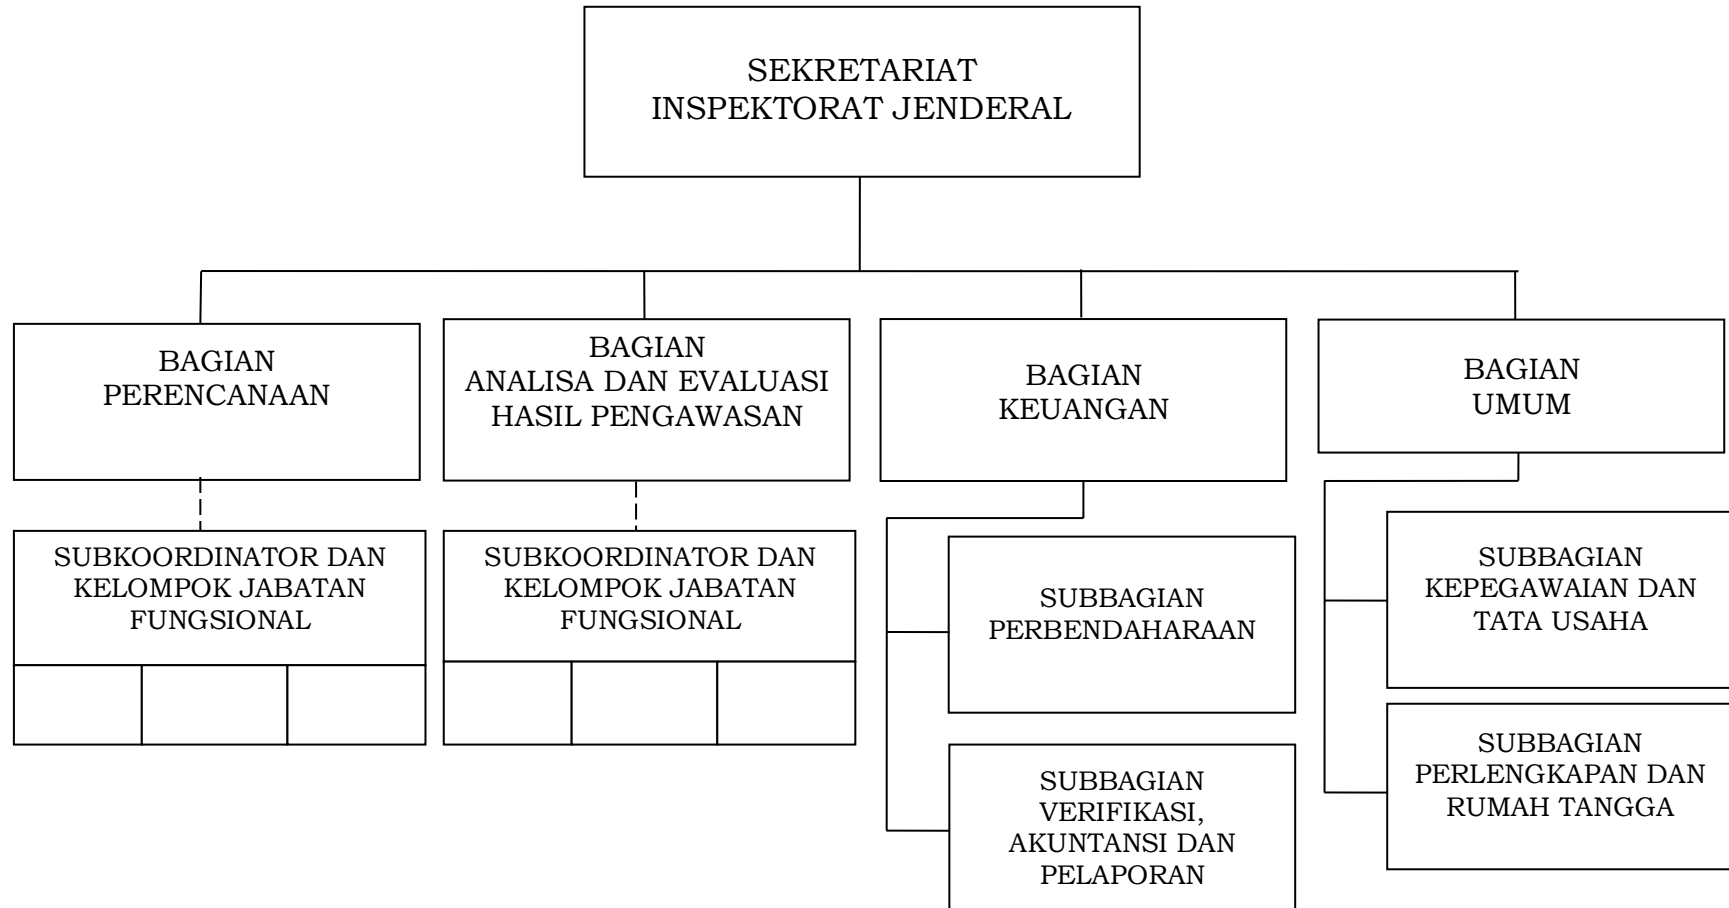 SEKRETARIAT
INSPEKTORAT JENDERAL
BAGIAN
PERENCANAAN
BAGIAN
ANALISA DAN EVALUASI
HASIL PENGAWASAN
BAGIAN
KEUANGAN
BAGIAN
UMUM
SUBKOORDINATOR DAN
KELOMPOK JABATAN
FUNGSIONAL
SUBKOORDINATOR DAN
KELOMPOK JABATAN
FUNGSIONAL
SUBBAGIAN
PERBENDAHARAAN
SUBBAGIAN
VERIFIKASI,
AKUNTANSI DAN
PELAPORAN
SUBBAGIAN
KEPEGAWAIAN DAN
TATA USAHA
SUBBAGIAN
PERLENGKAPAN DAN
RUMAH TANGGA